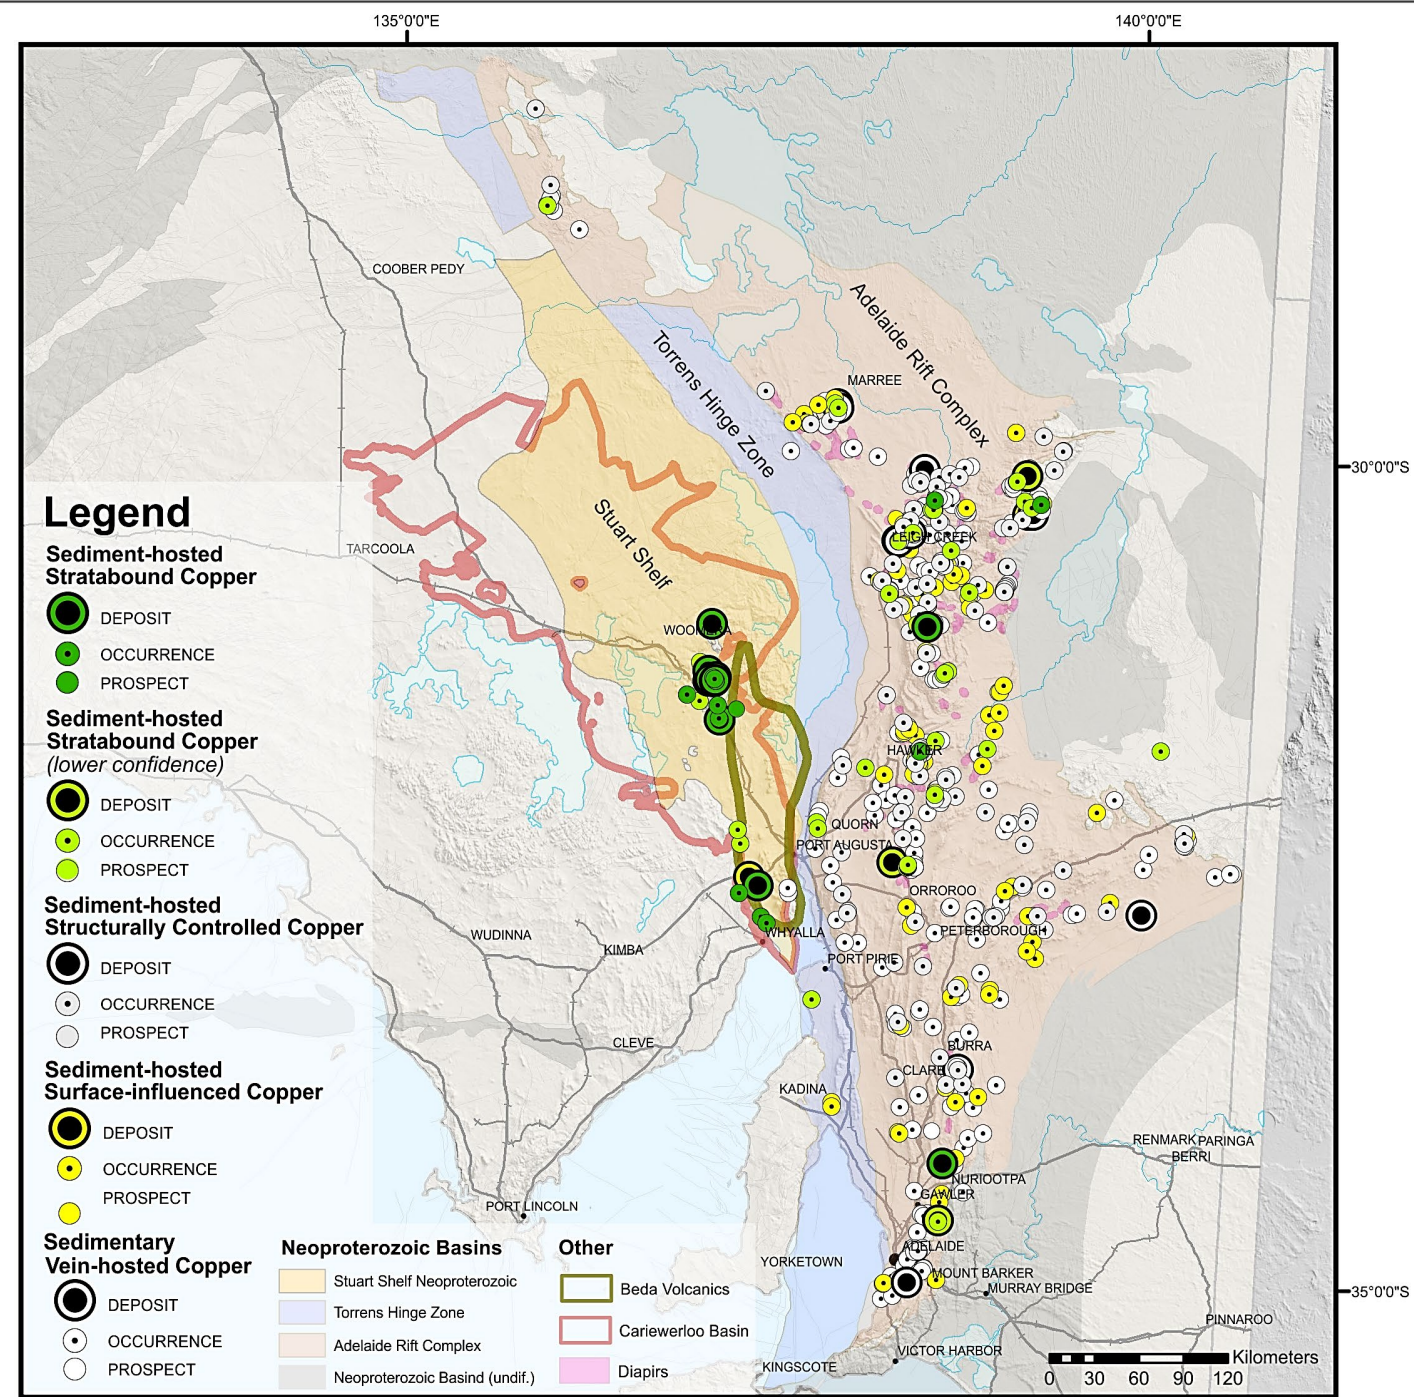 135°0'0"E
140°0'0"E
COOBER PEDY
Adelaide Rift Complex
Torrens Hinge Zone
MARREE
30°0'0"S
Stuart Shelf
LEIGH CREEK
Legend
Sediment-hosted
Stratabound Copper
DEPOSIT
OCCURRENCE
PROSPECT
Sediment-hosted
Stratabound Copper
(lower confidence)
DEPOSIT
OCCURRENCE
PROSPECT
Sediment-hosted
Structurally Controlled Copper
DEPOSIT
OCCURRENCE
PROSPECT
Sediment-hosted
Surface-influenced Copper
DEPOSIT
OCCURRENCE
PROSPECT
Sedimentary
Vein-hosted Copper
DEPOSIT
OCCURRENCE
PROSPECT
TARCOOLA
WOOMERA
HAWKER
QUORN
PORT AUGUSTA
ORROROO
PETERBOROUGH
WHYALLA
WUDINNA
KIMBA
PORT PIRIE
CLEVE
BURRA
CLARE
KADINA
RENMARK
PARINGA
BERRI
NURIOOTPA
GAWLER
PORT LINCOLN
ADELAIDE
YORKETOWN
MOUNT BARKER
MURRAY BRIDGE
35°0'0"S
PINNAROO
VICTOR HARBOR
KINGSCOTE
Neoproterozoic Basins
Stuart Shelf Neoproterozoic
Torrens Hinge Zone
Adelaide Rift Complex
Neoproterozoic Basind (undif.)
Other
Beda Volcanics
Cariewerloo Basin
Diapirs
Kilometers
0 30 60 90 120